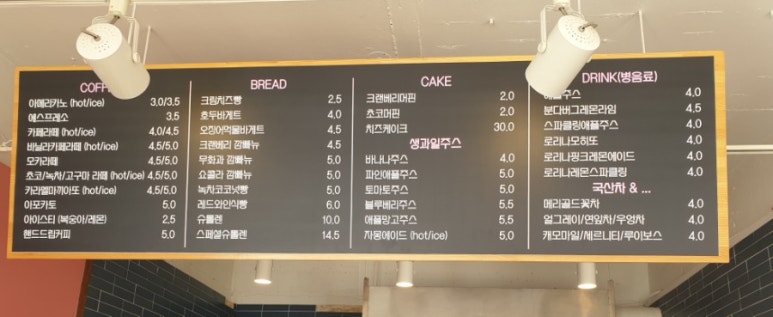 COFF
아메리카노 (hot/ice) 3.0/3.5
에스프레소 3.5
카페라떼 (hot/ice) 4.0/4.5
바닐라카페라떼 (hot/ice) 4.5/5.0
모카라떼 4.5/5.0
초코/녹차/고구마 라떼 (hot/ice) 4.5/5.0
카라멜마끼아또 (hot/ice) 4.5/5.0
아포카토 5.0
아이스티 (복숭아/레몬) 2.5
핸드드립커피 5.0
BREAD
크림치즈빵 2.5
호두바게트 4.0
오징어먹물바게트 4.5
크랜베리 깜빠뉴 4.5
무화과 깜빠뉴 5.0
쇼콜라 깜빠뉴 5.0
녹차코코넛빵 5.0
레드와인식빵 6.0
슈톨렌 10.0
스페셜슈톨렌 14.5
CAKE
크랜베리머핀 2.0
초코머핀 2.0
치즈케이크 30.0
생과일주스
바나나주스 4.0
파인애플주스 5.0
토마토주스 5.0
블루베리주스 5.5
애플망고주스 5.5
자몽에이드 (hot/ice) 5.0
DRINK(병음료)
주스 4.0
분다버그레몬라임 4.5
스파클링애플주스 4.0
로리나모히또 4.0
로리나핑크레몬에이드 4.0
로리나레몬스파클링 4.0
국산차 & ...
메리골드꽃차 4.0
얼그레이/연잎차/우엉차 4.0
캐모마일/세르니티/루이보스 4.0